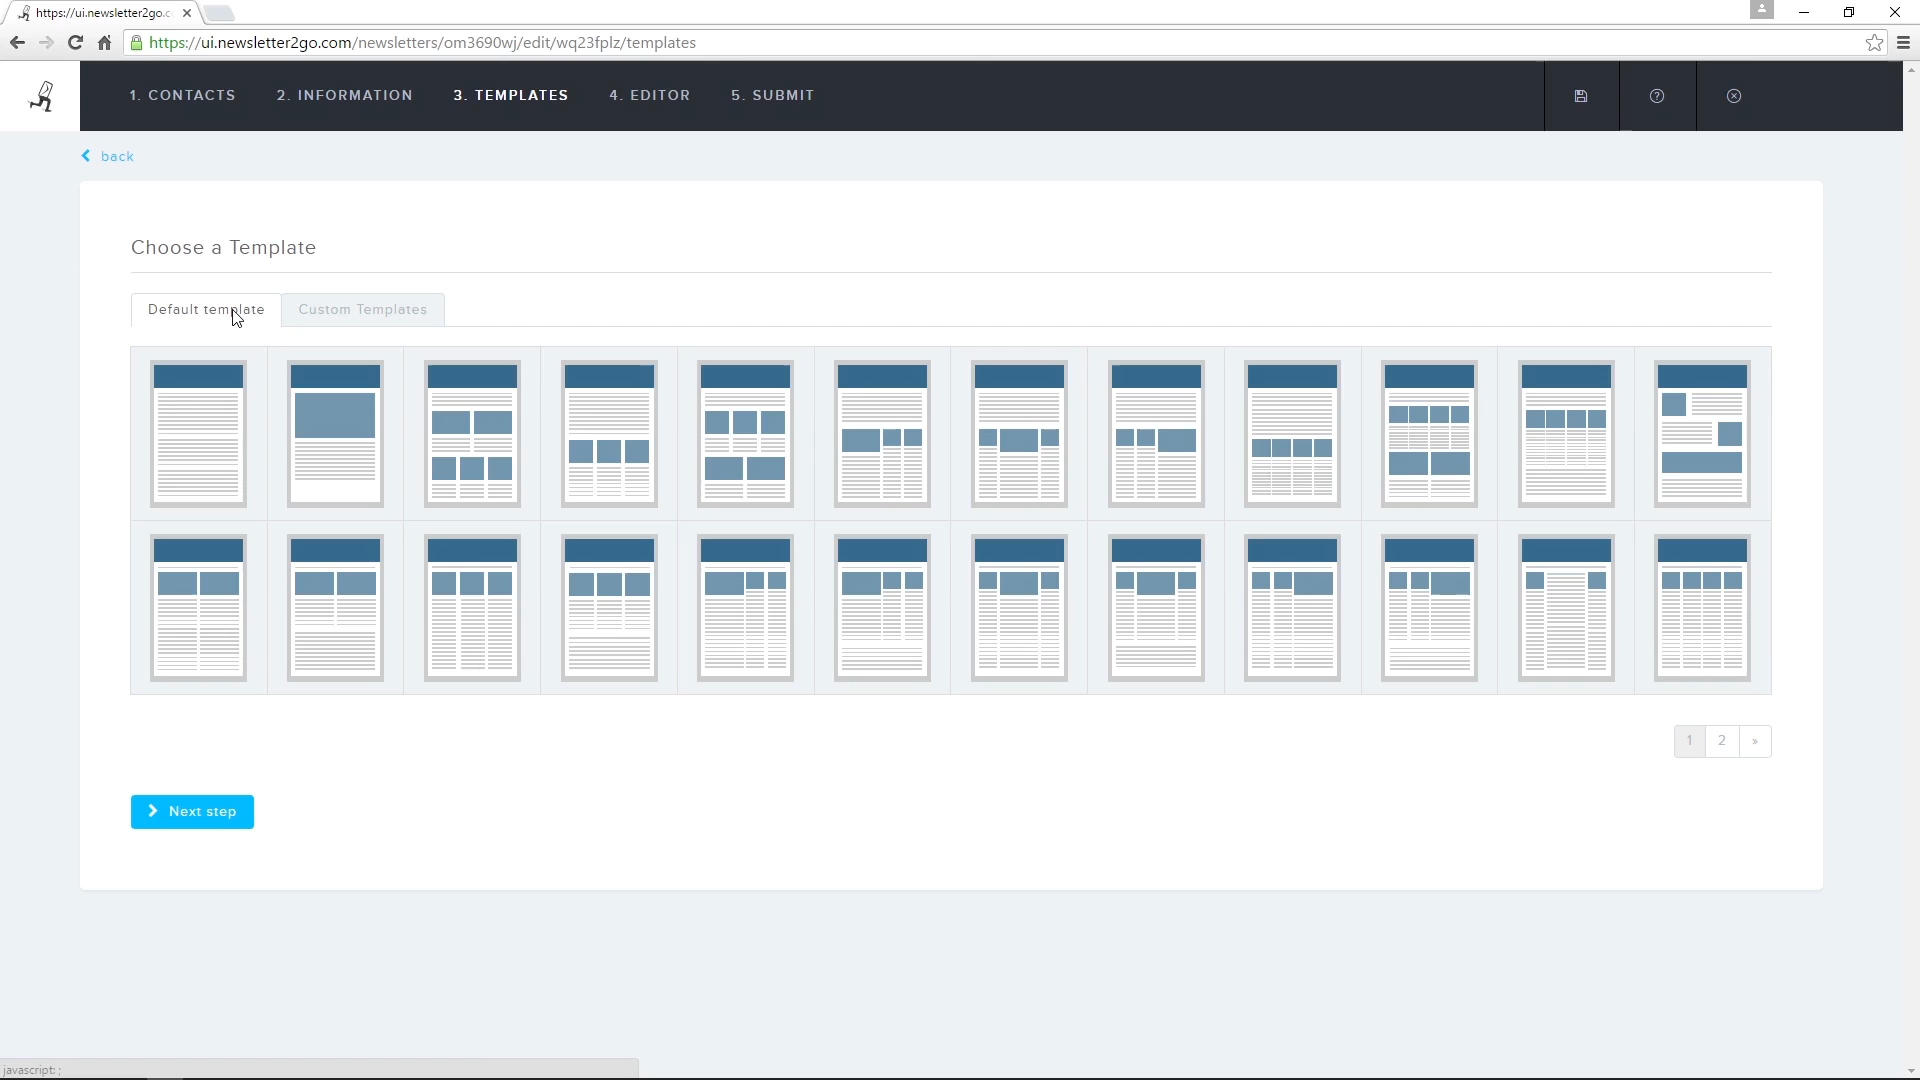 https://ui.newsletter2go.c
https://ui.newsletter2go.com/newsletters/om3690wj/edit/wq23fplz/templates
1. CONTACTS 2. INFORMATION 3. TEMPLATES 4. EDITOR 5. SUBMIT
back
Choose a Template
Default template Custom Templates
1 2 »
Next step
javascript: ;